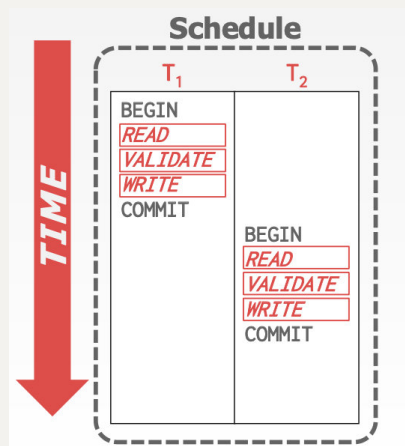 Schedule
TIME
T1 T2
BEGIN
READ
VALIDATE
WRITE
COMMIT
BEGIN
READ
VALIDATE
WRITE
COMMIT